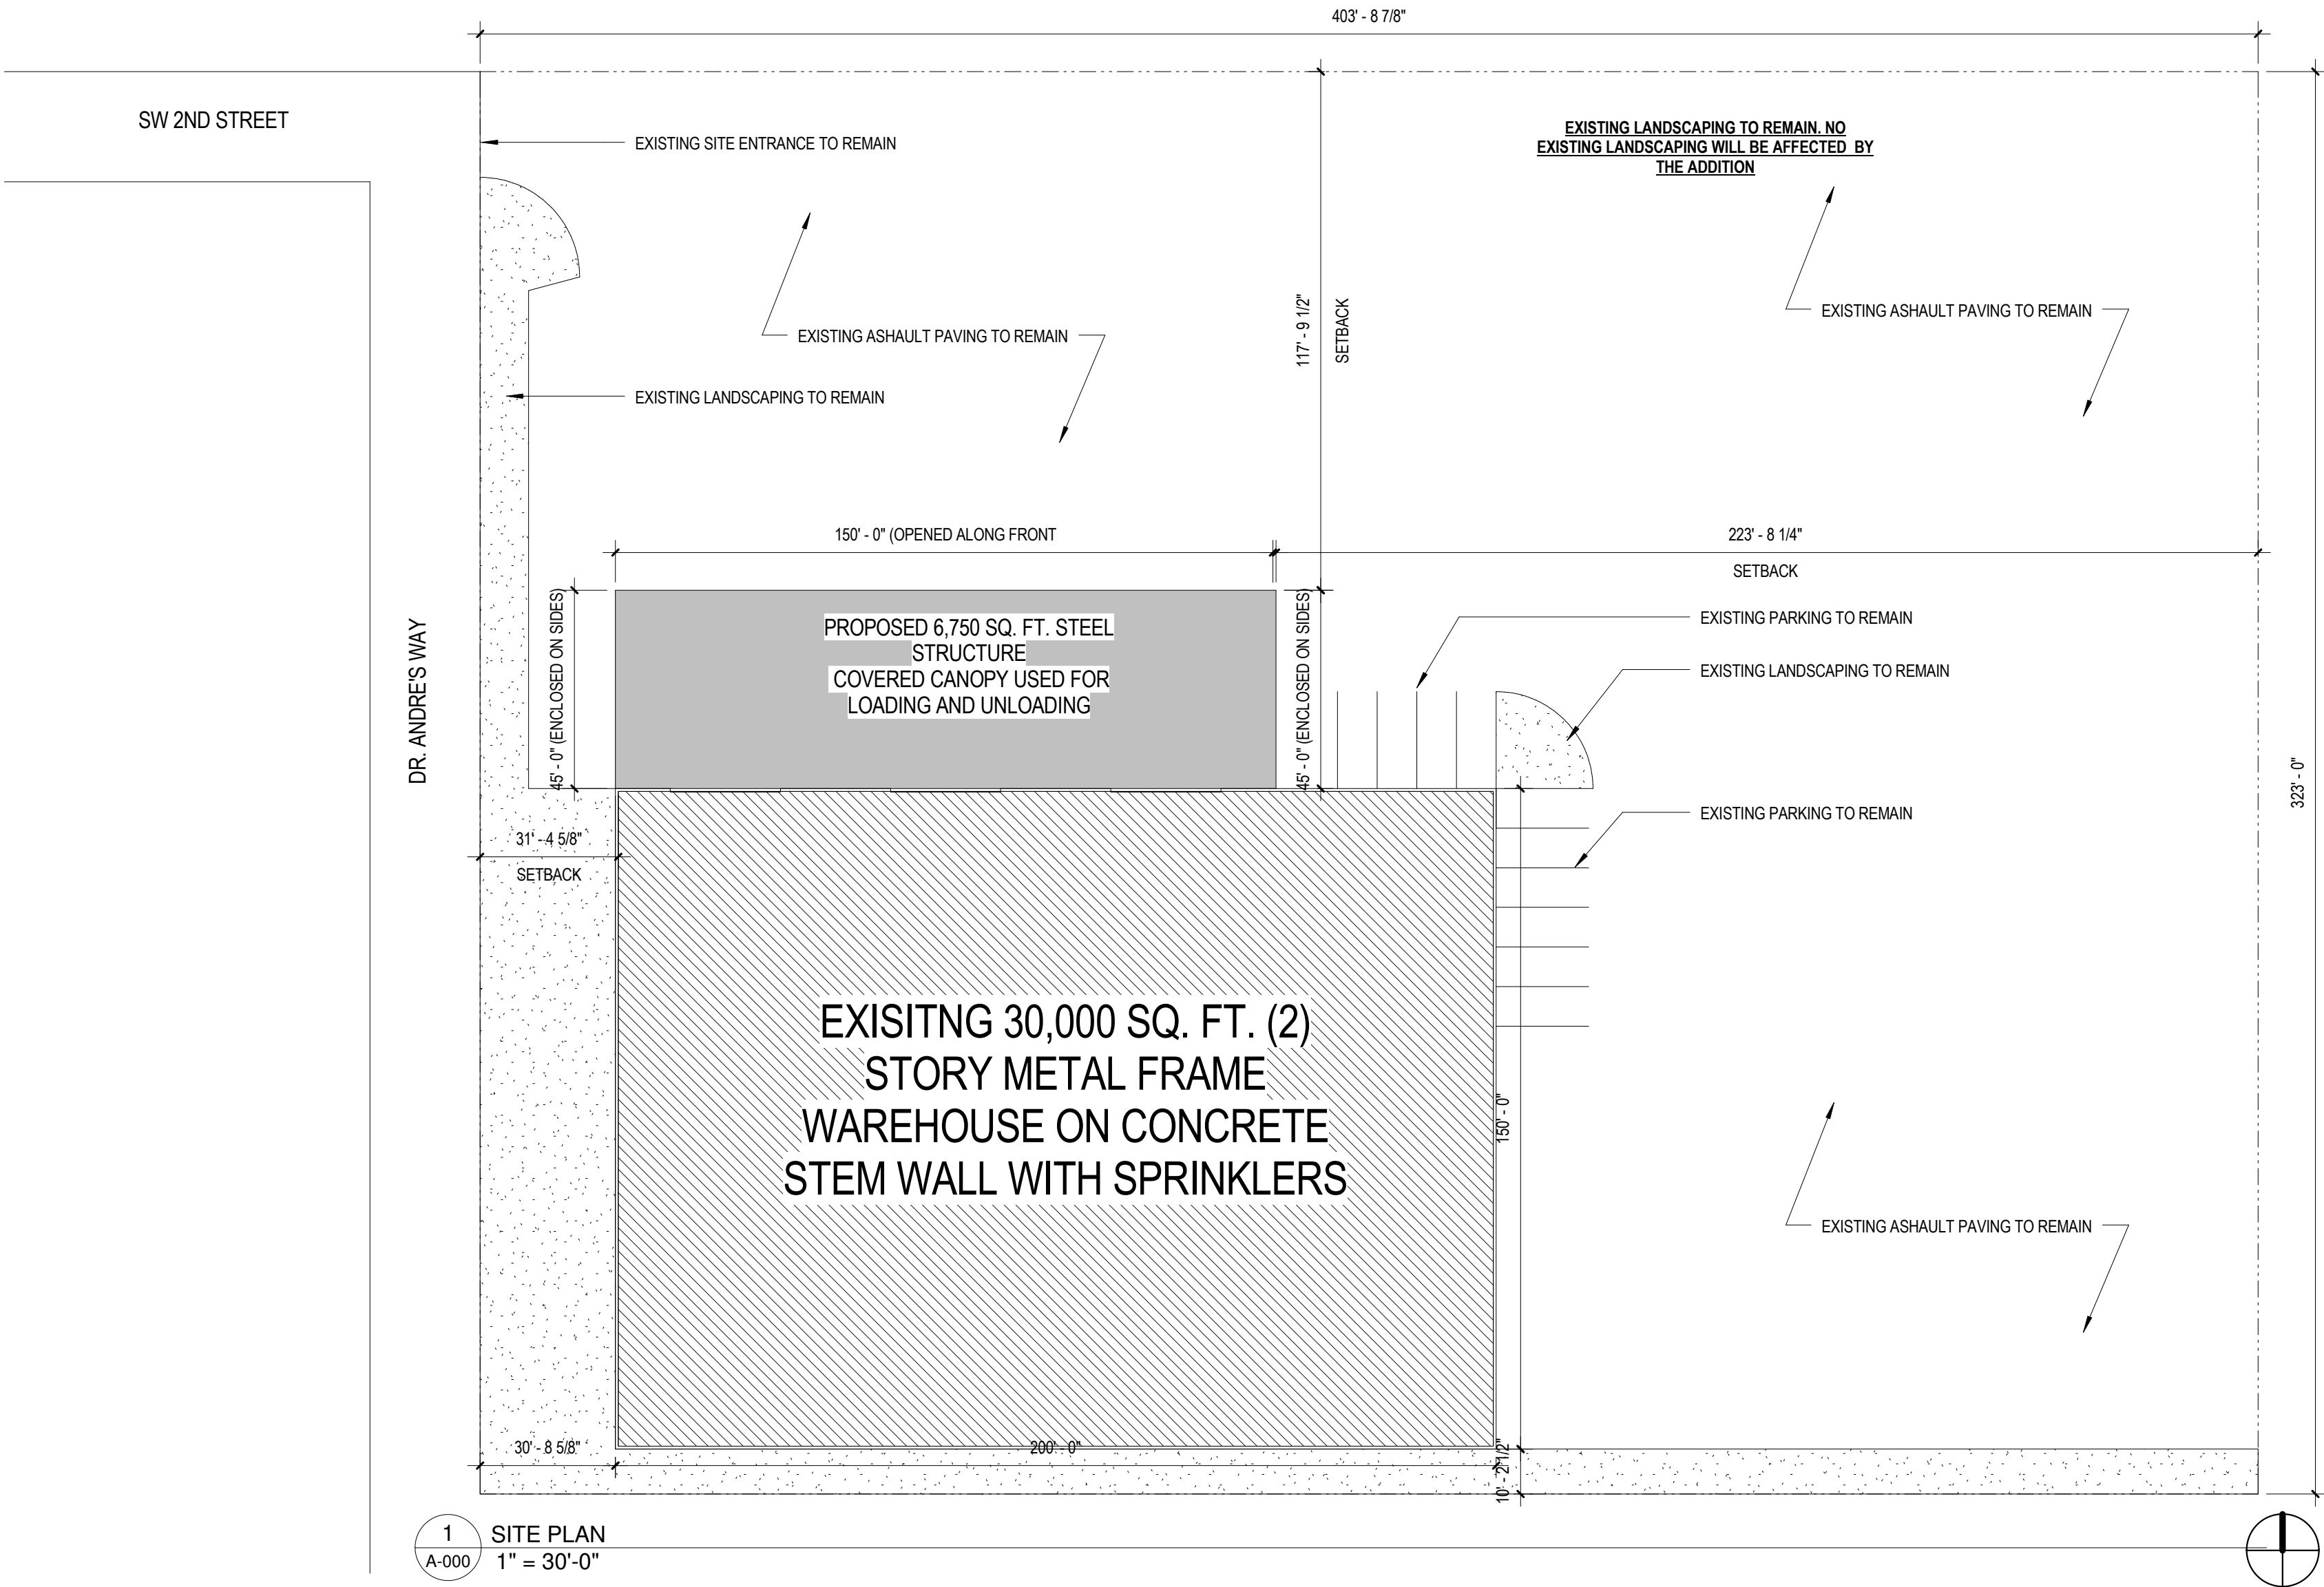 403' - 8 7/8"
SW 2ND STREET
EXISTING SITE ENTRANCE TO REMAIN
EXISTING LANDSCAPING TO REMAIN. NO
EXISTING LANDSCAPING WILL BE AFFECTED BY
THE ADDITION
117' - 9 1/2"
SETBACK
EXISTING ASHAULT PAVING TO REMAIN
EXISTING ASHAULT PAVING TO REMAIN
EXISTING LANDSCAPING TO REMAIN
150' - 0" (OPENED ALONG FRONT
223' - 8 1/4"
SETBACK
45' - 0" (ENCLOSED ON SIDES)
PROPOSED 6,750 SQ. FT. STEEL
STRUCTURE
COVERED CANOPY USED FOR
LOADING AND UNLOADING
45' - 0" (ENCLOSED ON SIDES)
EXISTING PARKING TO REMAIN
EXISTING LANDSCAPING TO REMAIN
DR. ANDRE'S WAY
323' - 0"
EXISTING PARKING TO REMAIN
31' - 4 5/8"
SETBACK
EXISITNG 30,000 SQ. FT. (2)
STORY METAL FRAME
WAREHOUSE ON CONCRETE
STEM WALL WITH SPRINKLERS
150' - 0"
EXISTING ASHAULT PAVING TO REMAIN
30' - 8 5/8"
200' - 0"
10' - 2 1/2"
1
A-000
SITE PLAN
1" = 30'-0"